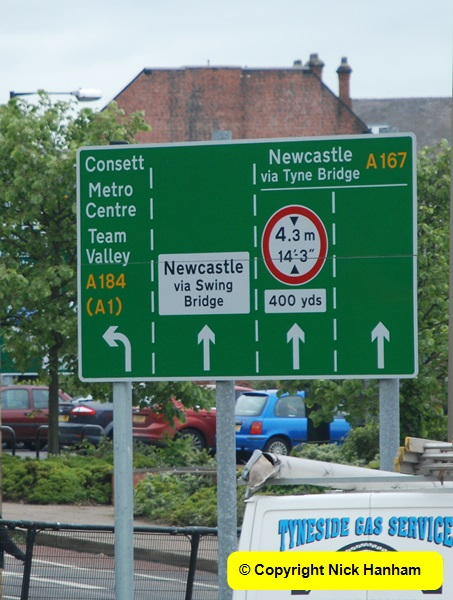 Consett
Metro
Centre
Team
Valley
A184
(A1)
Newcastle
via Swing
Bridge
Newcastle
via Tyne Bridge
A167
4.3 m
14'-3"
400 yds
TYNESIDE GAS SERVICE
© Copyright Nick Hanham